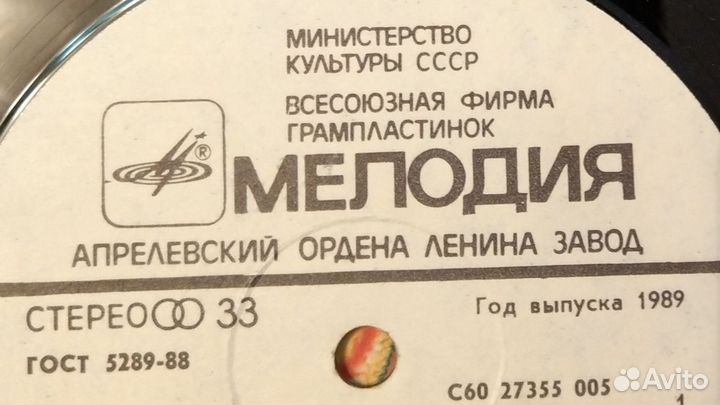 МИНИСТЕРСТВО
КУЛЬТУРЫ СССР
ВСЕСОЮЗНАЯ ФИРМА
ГРАМПЛАСТИНОК
®
МЕЛОДИЯ
АПРЕЛЕВСКИЙ ОРДЕНА ЛЕНИНА ЗАВОД
СТЕРЕО 33
Год выпуска 1989
ГОСТ 5289-88
С60 27355 005
1
Avito